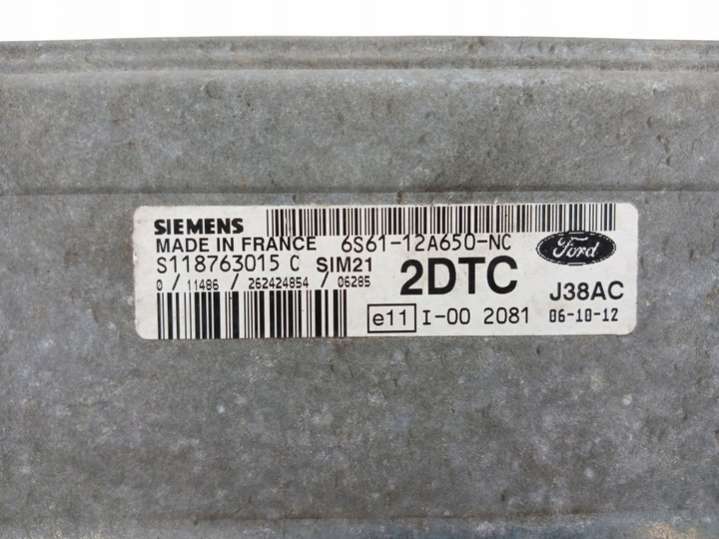 SIEMENS
MADE IN FRANCE 6S61-12A650-NC
Ford
S118763015 C SIM21
2DTC
J38AC
0 / 11486 / 262424854 / 06285
e11 I-00 2081 06-10-12